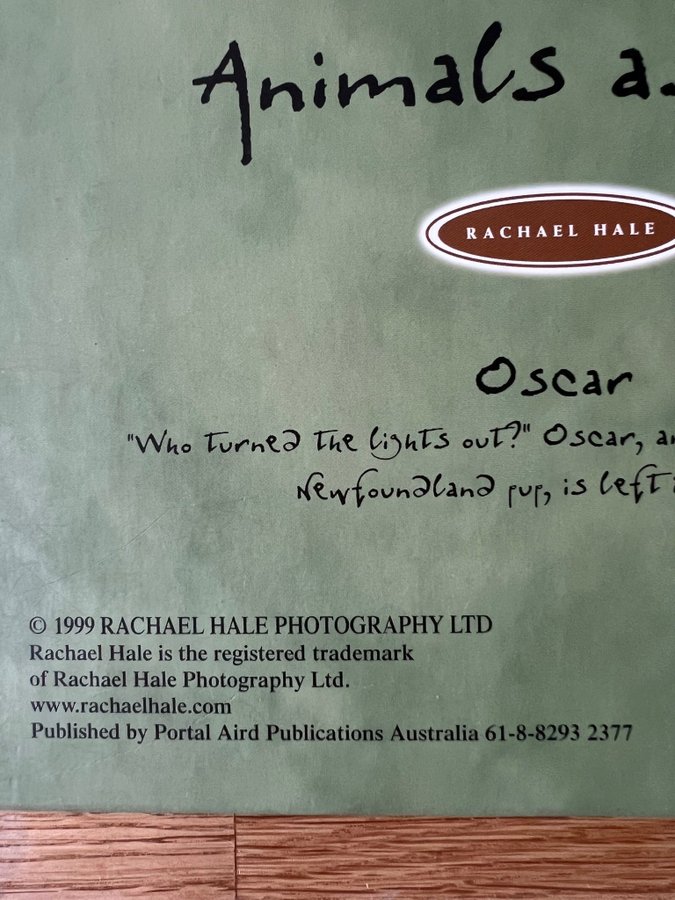 Animals
RACHAEL HALE
Oscar
"Who turned the lights out?" Oscar,
Newfoundland pup, is left
© 1999 RACHAEL HALE PHOTOGRAPHY LTD
Rachael Hale is the registered trademark
of Rachael Hale Photography Ltd.
www.rachaelhale.com
Published by Portal Aird Publications Australia 61-8-8293 2377